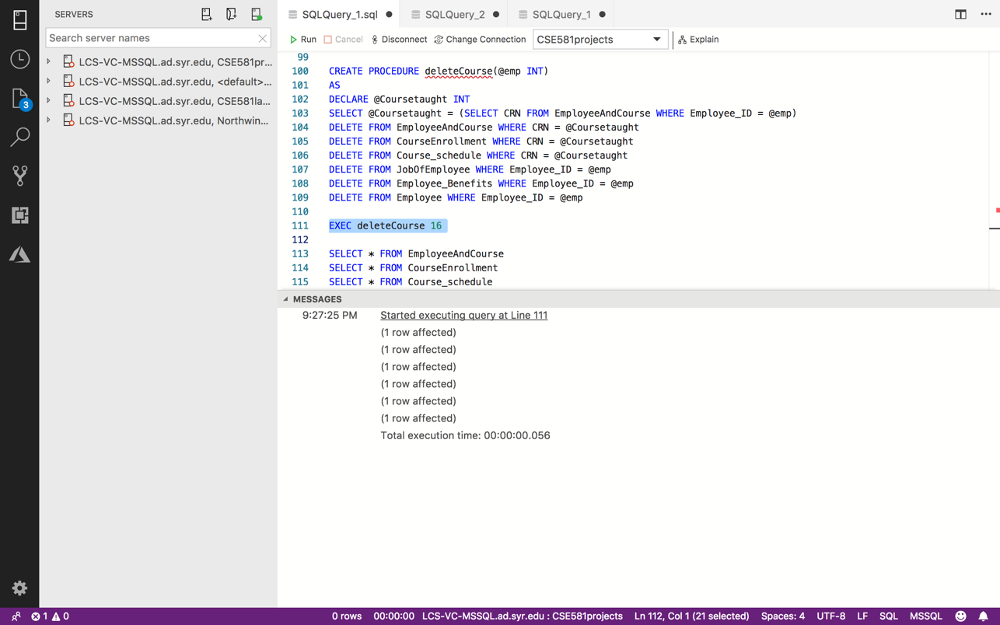 SERVERS
Search server names
LCS-VC-MSSQL.ad.syr.edu, CSE581pr...
LCS-VC-MSSQL.ad.syr.edu, <default>...
LCS-VC-MSSQL.ad.syr.edu, CSE581la...
LCS-VC-MSSQL.ad.syr.edu, Northwin...
3
SQLQuery_1.sql SQLQuery_2 SQLQuery_1
Run Cancel Disconnect Change Connection CSE581projects Explain
99
100 CREATE PROCEDURE deleteCourse(@emp INT)
101 AS
102 DECLARE @Coursetaught INT
103 SELECT @Coursetaught = (SELECT CRN FROM EmployeeAndCourse WHERE Employee_ID = @emp)
104 DELETE FROM EmployeeAndCourse WHERE CRN = @Coursetaught
105 DELETE FROM CourseEnrollment WHERE CRN = @Coursetaught
106 DELETE FROM Course_schedule WHERE CRN = @Coursetaught
107 DELETE FROM JobOfEmployee WHERE Employee_ID = @emp
108 DELETE FROM Employee_Benefits WHERE Employee_ID = @emp
109 DELETE FROM Employee WHERE Employee_ID = @emp
110
111 EXEC deleteCourse 16
112
113 SELECT * FROM EmployeeAndCourse
114 SELECT * FROM CourseEnrollment
115 SELECT * FROM Course_schedule
MESSAGES
9:27:25 PM Started executing query at Line 111
(1 row affected)
(1 row affected)
(1 row affected)
(1 row affected)
(1 row affected)
(1 row affected)
Total execution time: 00:00:00.056
1 0 0 rows 00:00:00 LCS-VC-MSSQL.ad.syr.edu : CSE581projects Ln 112, Col 1 (21 selected) Spaces: 4 UTF-8 LF SQL MSSQL